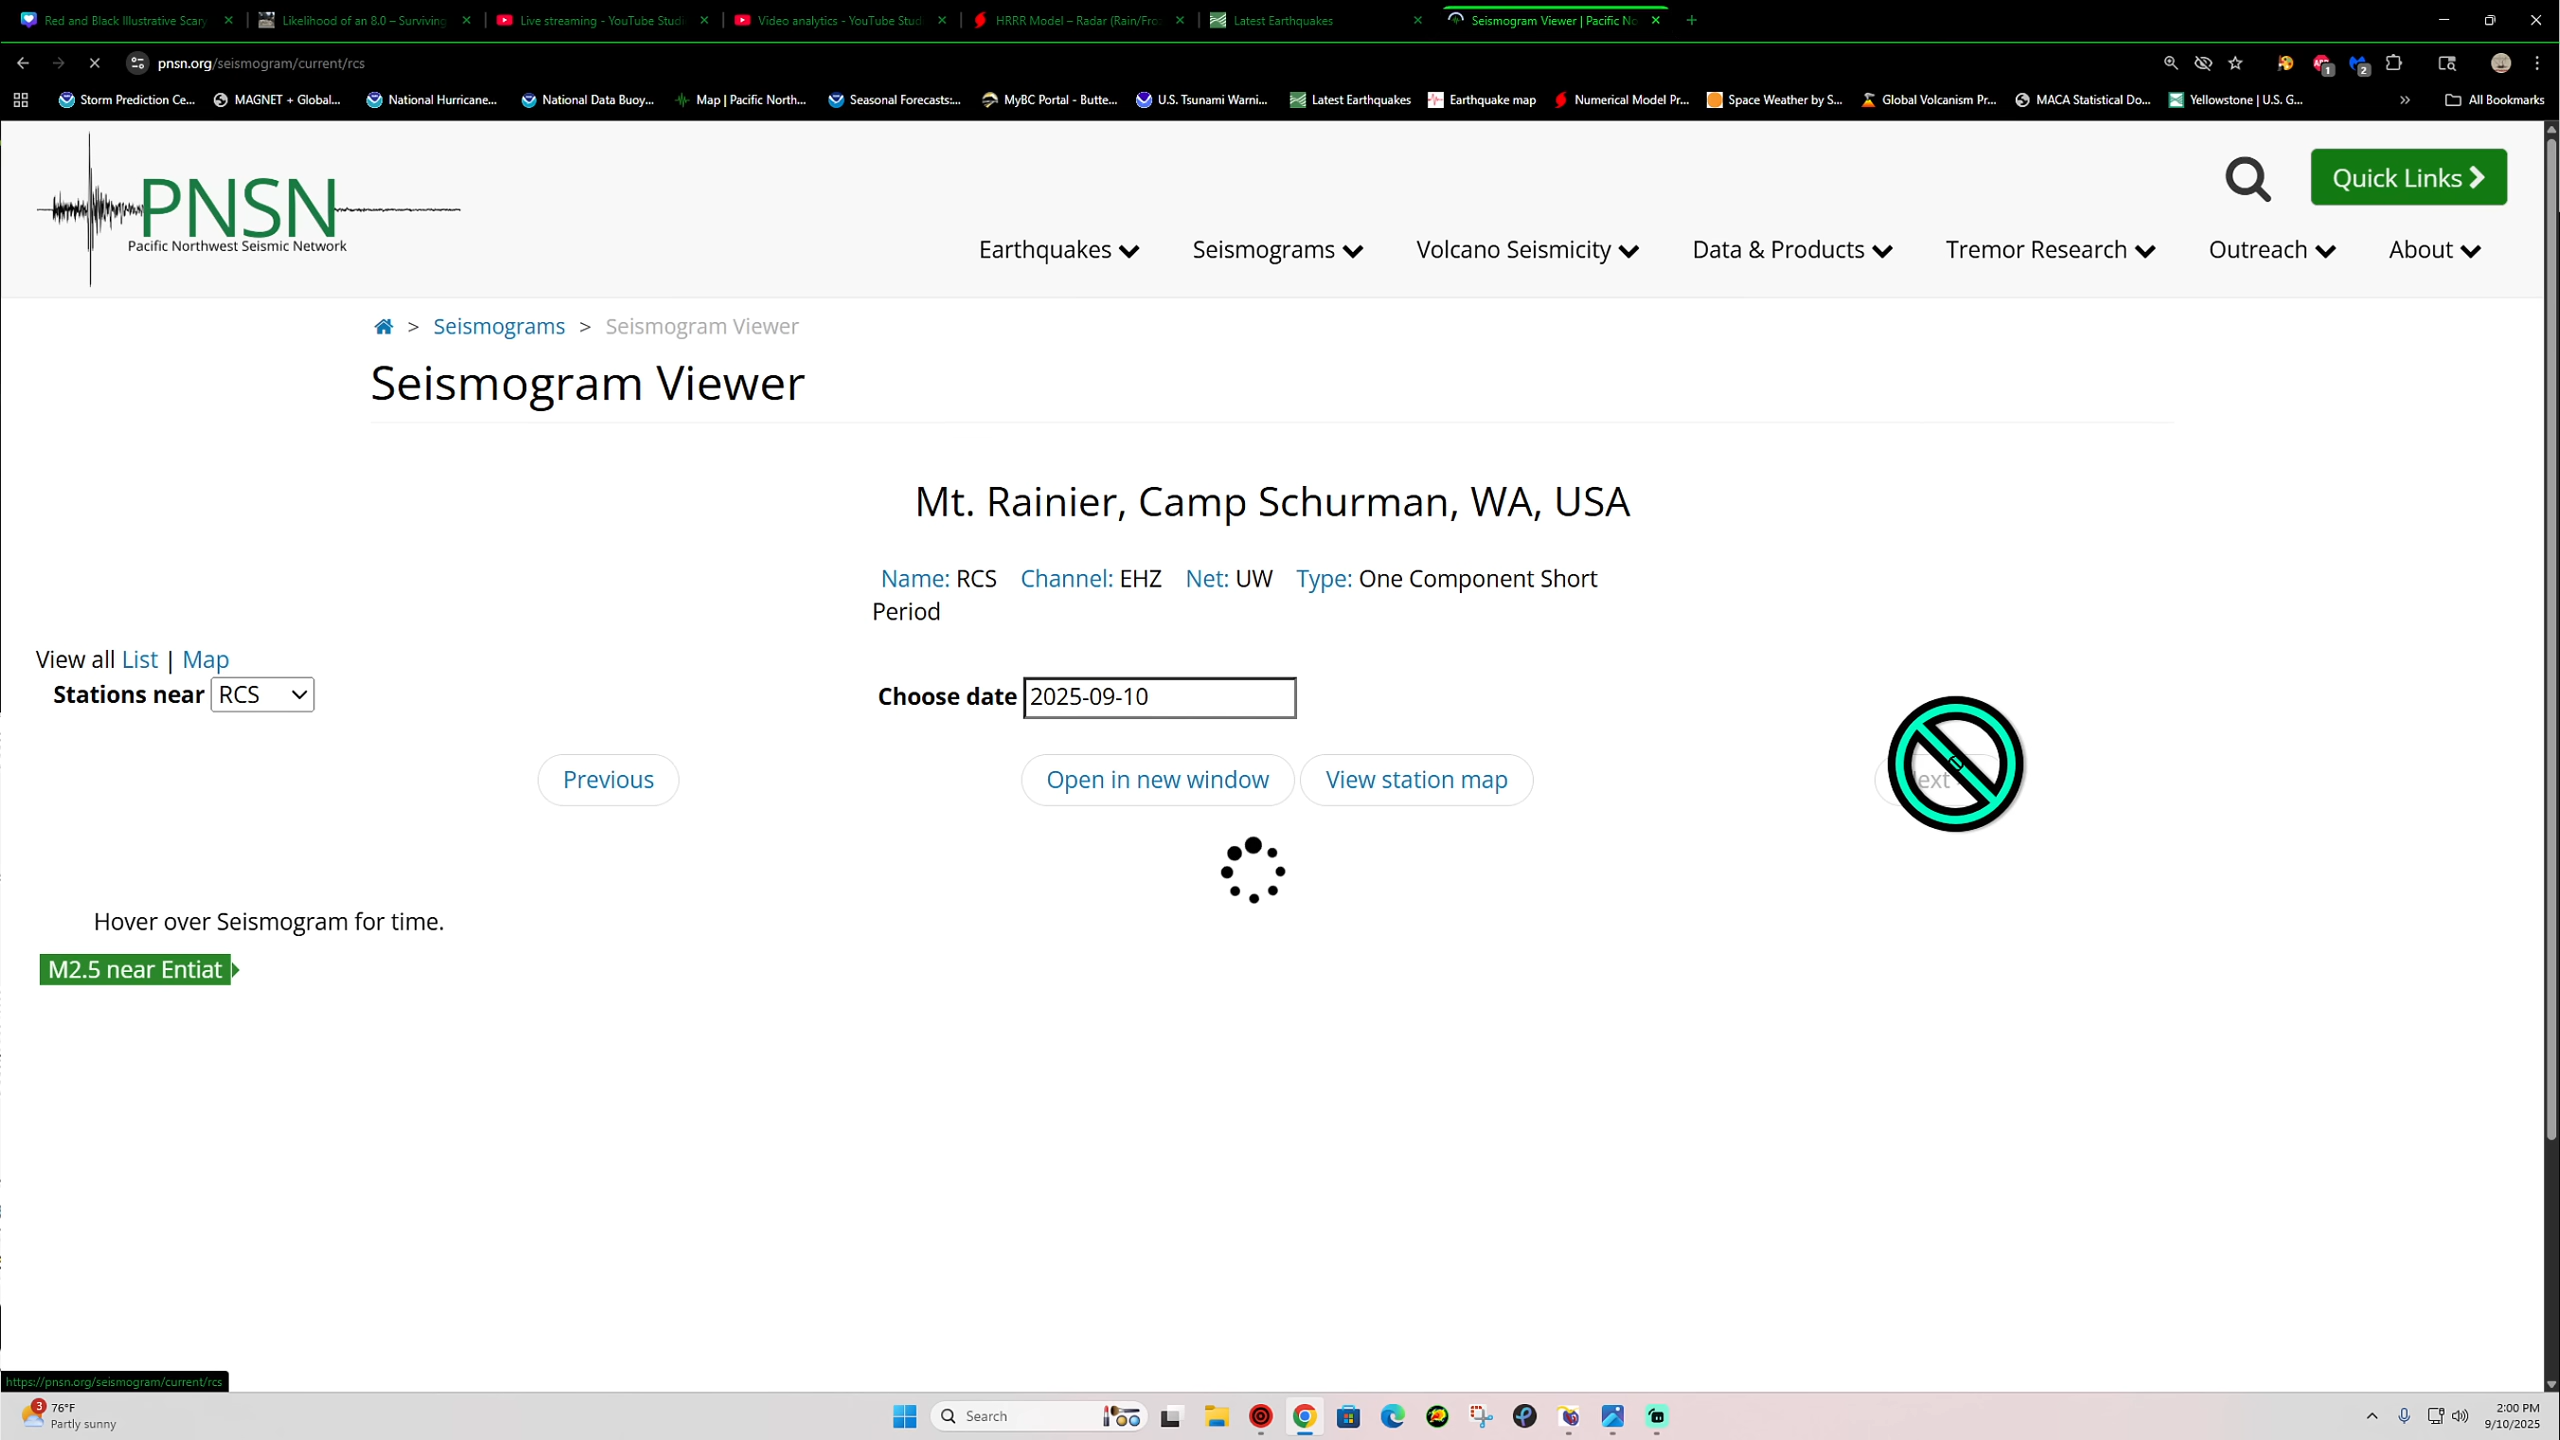 Red and Black Illustrative Scary
Likelihood of an 8.0 – Surviving
Live streaming - YouTube Studi
Video analytics - YouTube Stud
HRRR Model – Radar (Rain/Fro
Latest Earthquakes
Seismogram Viewer | Pacific No
pnsn.org/seismogram/current/rcs
1
2
Storm Prediction Ce...
MAGNET + Global...
National Hurricane...
National Data Buoy...
Map | Pacific North...
Seasonal Forecasts:...
MyBC Portal - Butte...
U.S. Tsunami Warni...
Latest Earthquakes
Earthquake map
Numerical Model Pr...
Space Weather by S...
Global Volcanism Pr...
MACA Statistical Do...
Yellowstone | U.S. G...
»
All Bookmarks
PNSN
Pacific Northwest Seismic Network
Quick Links
Earthquakes
Seismograms
Volcano Seismicity
Data & Products
Tremor Research
Outreach
About
> Seismograms > Seismogram Viewer
Seismogram Viewer
Mt. Rainier, Camp Schurman, WA, USA
Name: RCS Channel: EHZ Net: UW Type: One Component Short
Period
View all List | Map
Stations near RCS
Choose date 2025-09-10
Previous
Open in new window
View station map
Hover over Seismogram for time.
M2.5 near Entiat
https://pnsn.org/seismogram/current/rcs
3
76°F
Partly sunny
Search
2:00 PM
9/10/2025